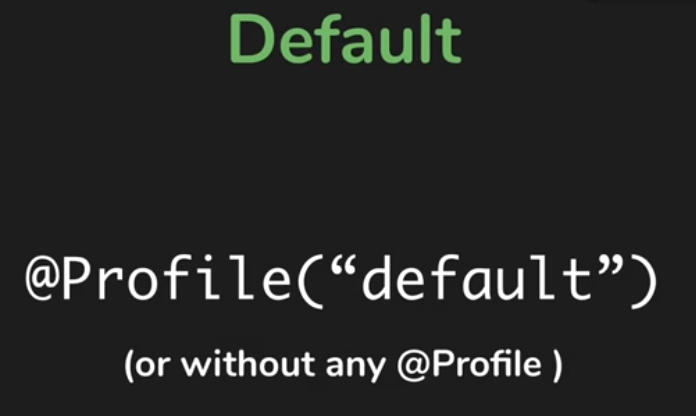 Default
@Profile(“default”)
(or without any @Profile )